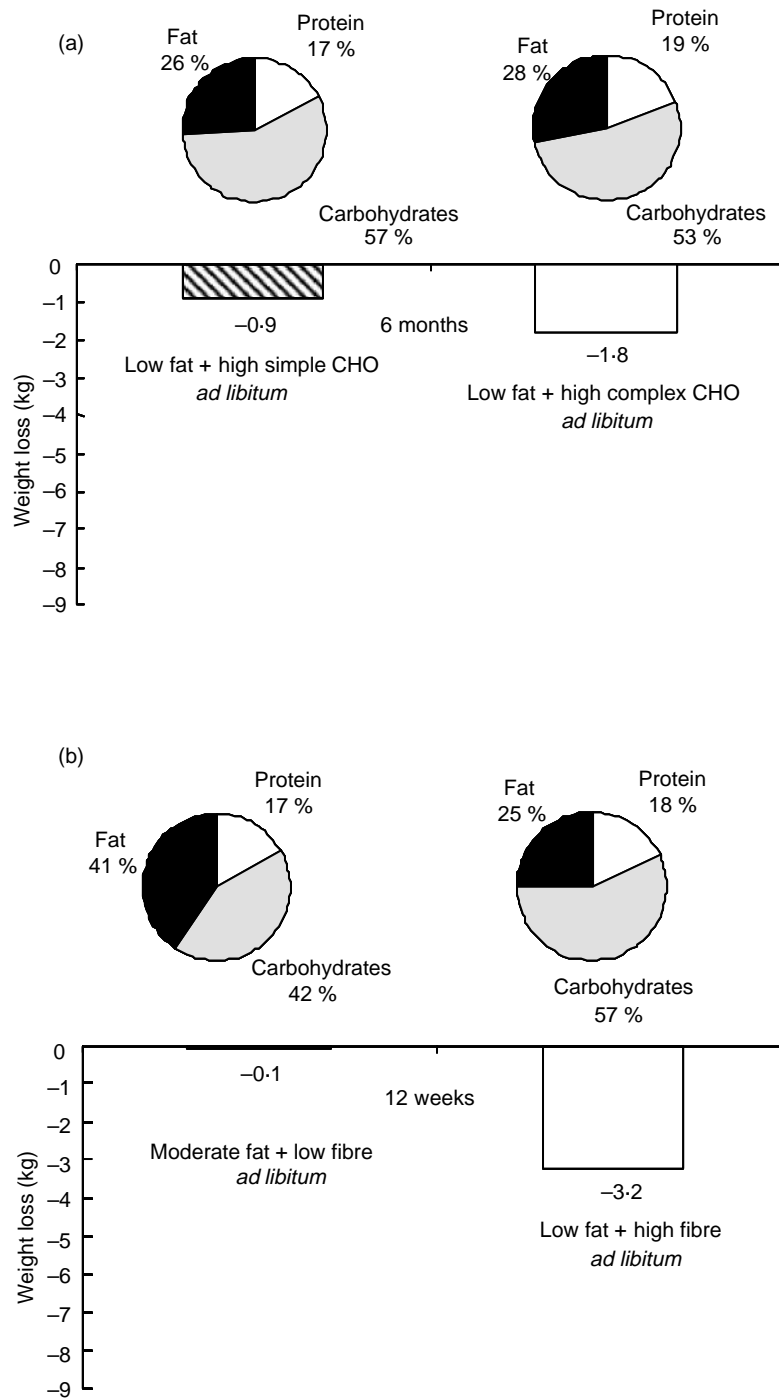 (a)
Fat
26 %
Protein
17 %
Carbohydrates
57 %
Fat
28 %
Protein
19 %
Carbohydrates
53 %
Weight loss (kg)
0
–1
–2
–3
–4
–5
–6
–7
–8
–9
–0·9
Low fat + high simple CHO
ad libitum
6 months
–1·8
Low fat + high complex CHO
ad libitum
(b)
Fat
41 %
Protein
17 %
Carbohydrates
42 %
Fat
25 %
Protein
18 %
Carbohydrates
57 %
Weight loss (kg)
0
–1
–2
–3
–4
–5
–6
–7
–8
–9
–0·1
Moderate fat + low fibre
ad libitum
12 weeks
–3·2
Low fat + high fibre
ad libitum